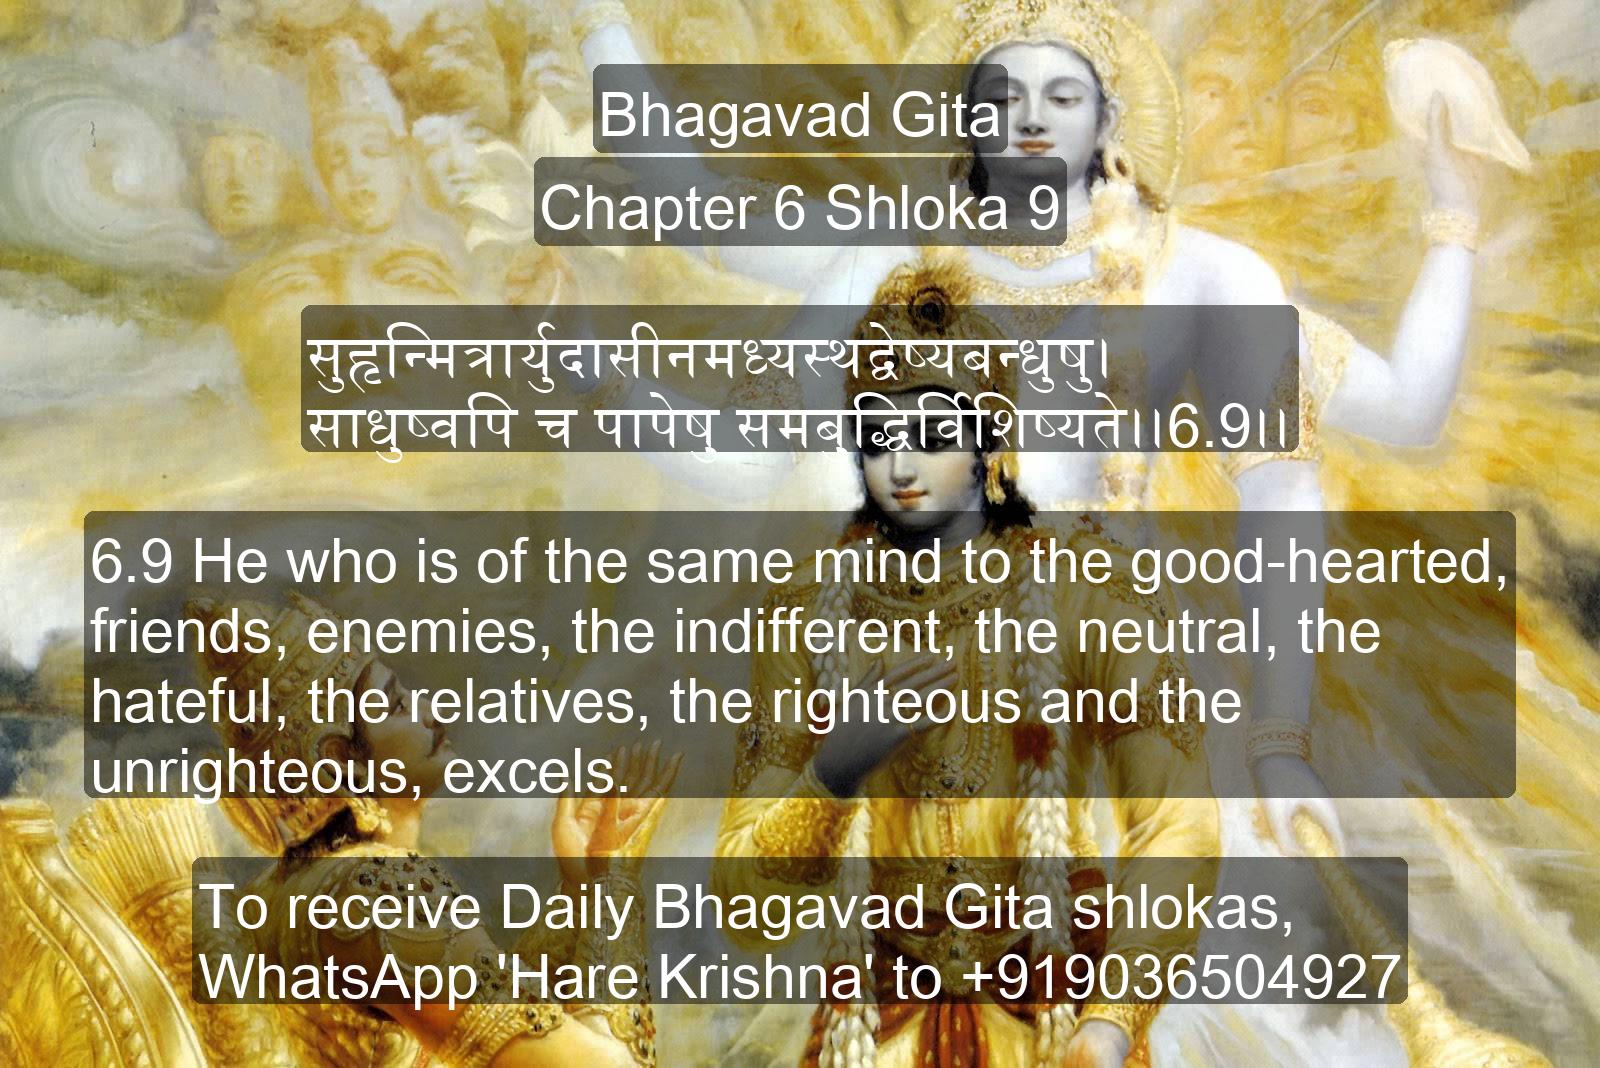 Bhagavad Gita
Chapter 6 Shloka 9
सुहृन्मित्रार्युदासीनमध्यस्थद्वेष्यबन्धुषु।
साधुष्वपि च पापेषु समबुद्धिर्विशिष्यते।।6.9।।
6.9 He who is of the same mind to the good-hearted,
friends, enemies, the indifferent, the neutral, the
hateful, the relatives, the righteous and the
unrighteous, excels.
To receive Daily Bhagavad Gita shlokas,
WhatsApp 'Hare Krishna' to +919036504927